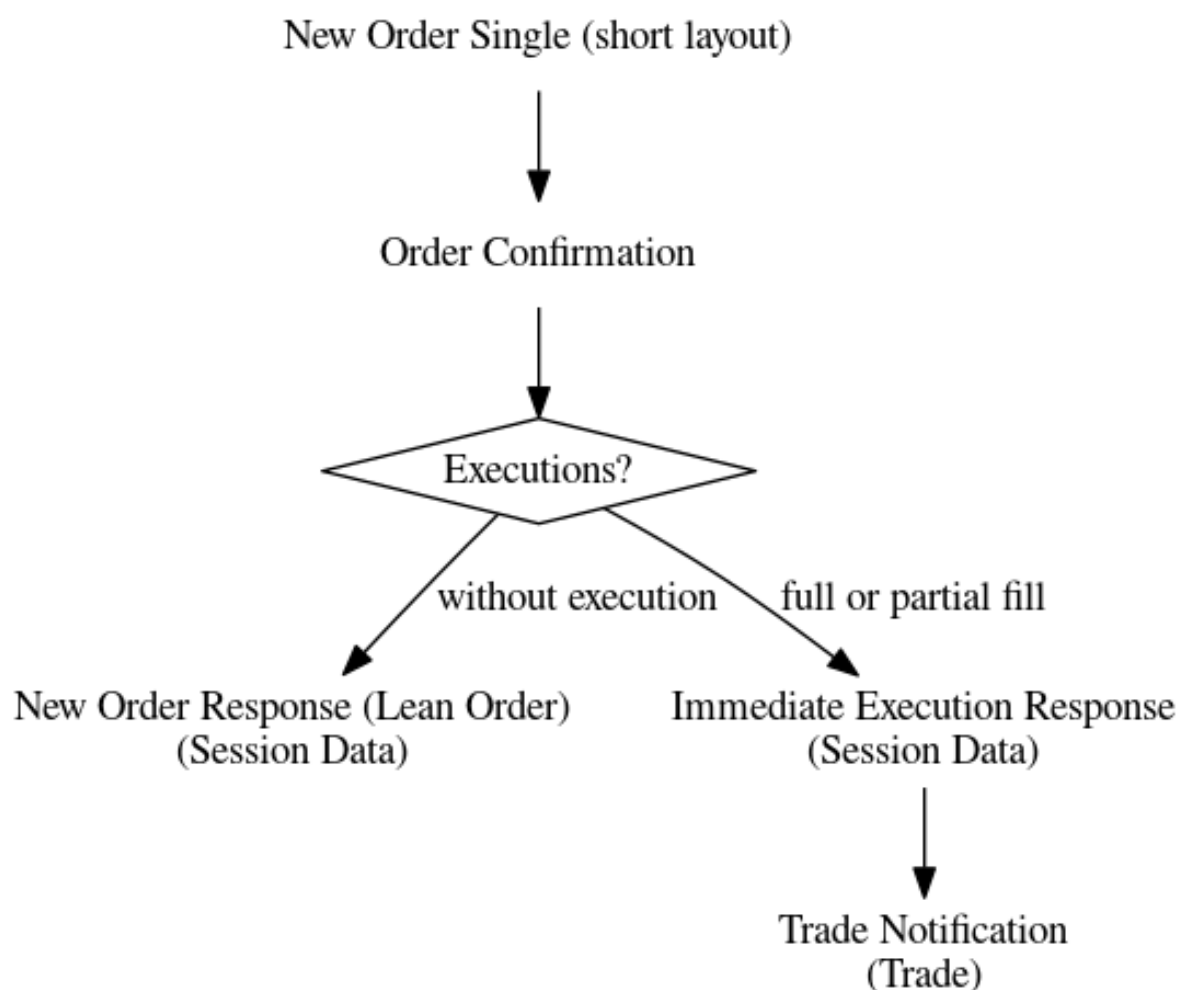 New Order Single (short layout)
Order Confirmation
Executions?
without execution
full or partial fill
New Order Response (Lean Order)
(Session Data)
Immediate Execution Response
(Session Data)
Trade Notification
(Trade)